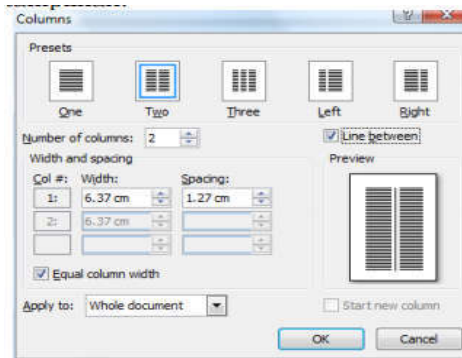 Columns
Presets
One Two Three Left Right
Number of columns: 2
Line between
Width and spacing
Preview
Col #: Width: Spacing:
1: 6.37 cm 1.27 cm
2: 6.37 cm
Equal column width
Apply to: Whole document
Start new column
OK Cancel